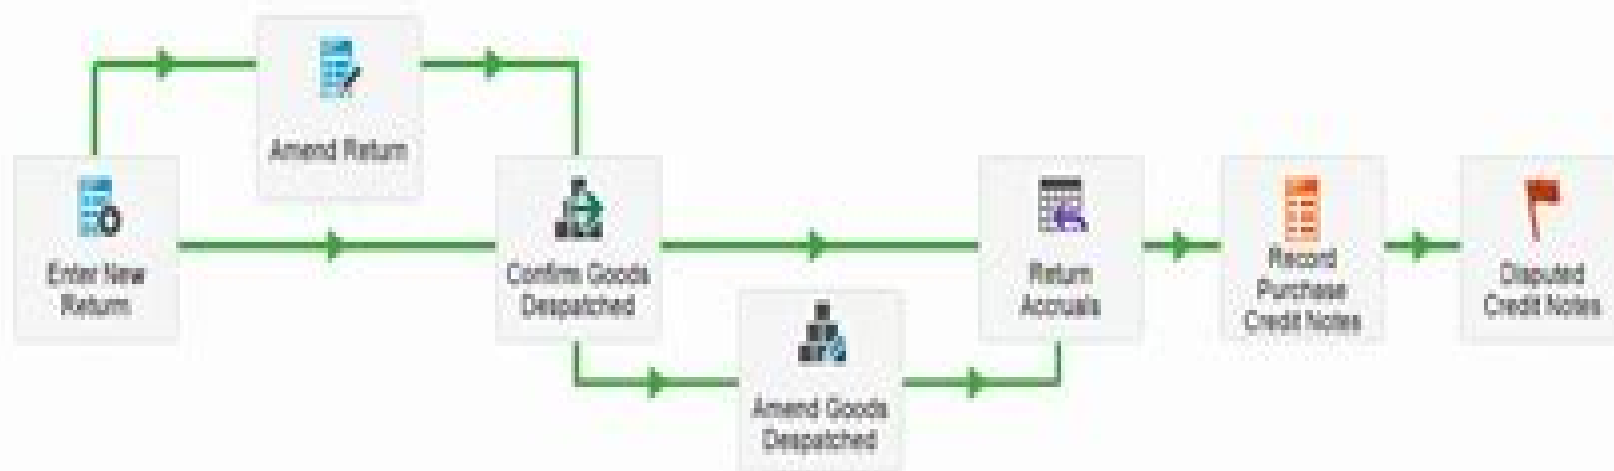 Amend Return
Enter New
Return
Confirm Goods
Despatched
Amend Goods
Despatched
Return
Accruals
Record
Purchase
Credit Notes
Disputed
Credit Notes